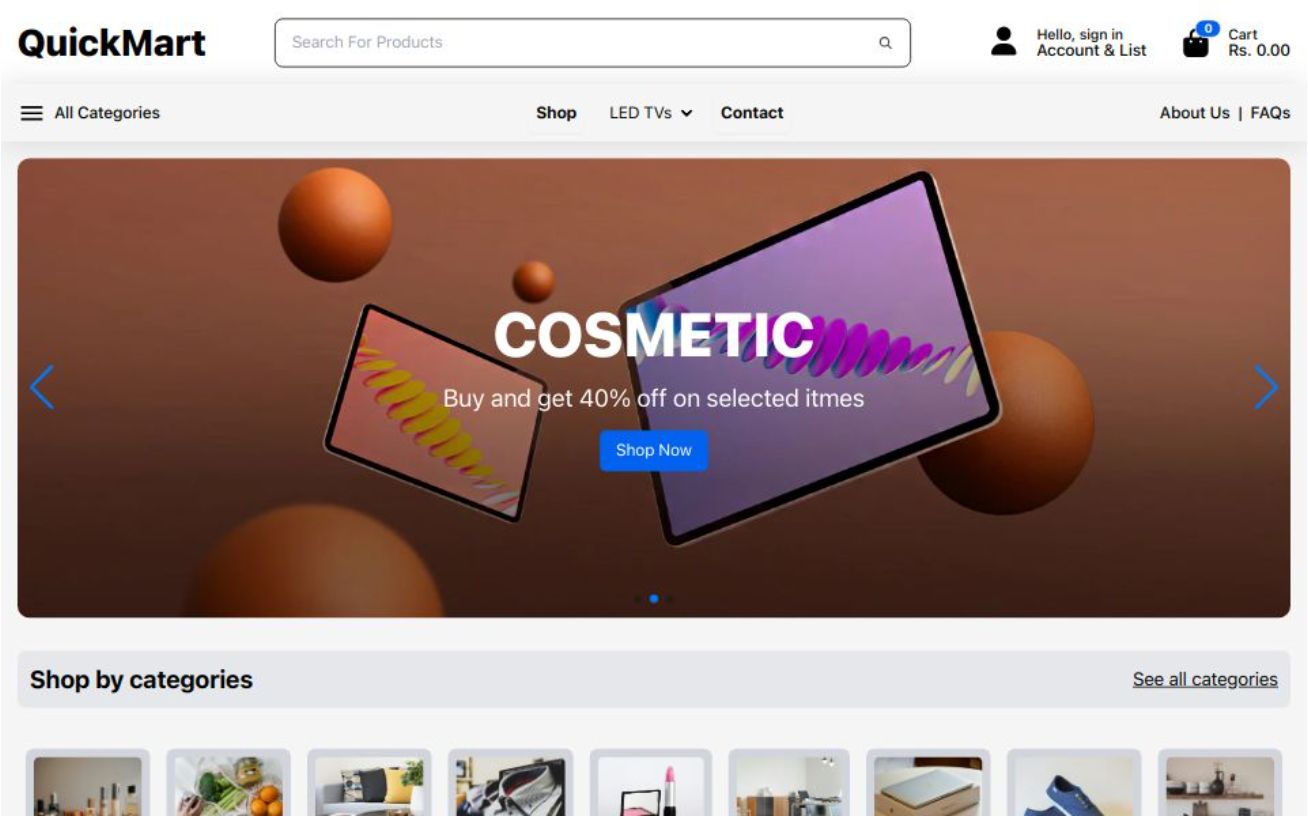 QuickMart
Search For Products
Hello, sign in
Account & List
0
Cart
Rs. 0.00
All Categories
Shop
LED TVs
Contact
About Us | FAQs
COSMETIC
Buy and get 40% off on selected itmes
Shop Now
Shop by categories
See all categories